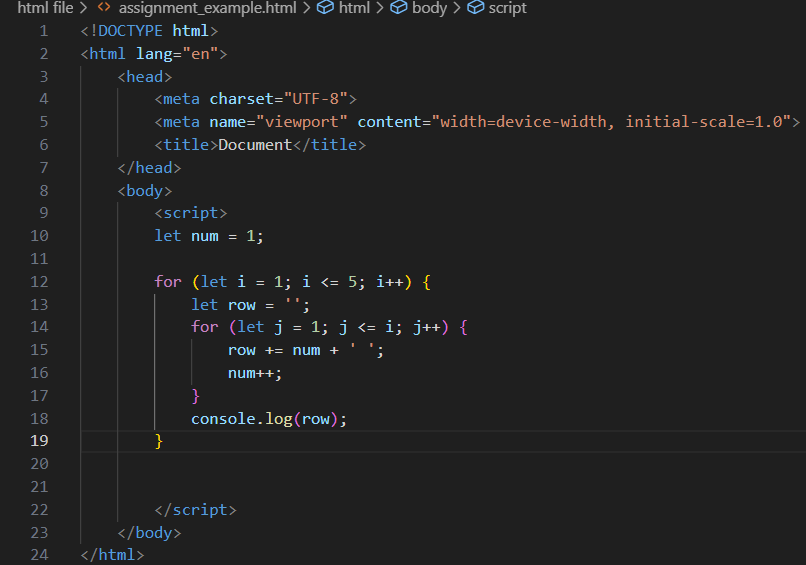 html file > <> assignment_example.html > html > body > script
1 <!DOCTYPE html>
2 <html lang="en">
3     <head>
4         <meta charset="UTF-8">
5         <meta name="viewport" content="width=device-width, initial-scale=1.0">
6         <title>Document</title>
7     </head>
8     <body>
9         <script>
10         let num = 1;
11
12         for (let i = 1; i <= 5; i++) {
13             let row = '';
14             for (let j = 1; j <= i; j++) {
15                 row += num + ' ';
16                 num++;
17             }
18             console.log(row);
19         }
20
21
22         </script>
23     </body>
24 </html>